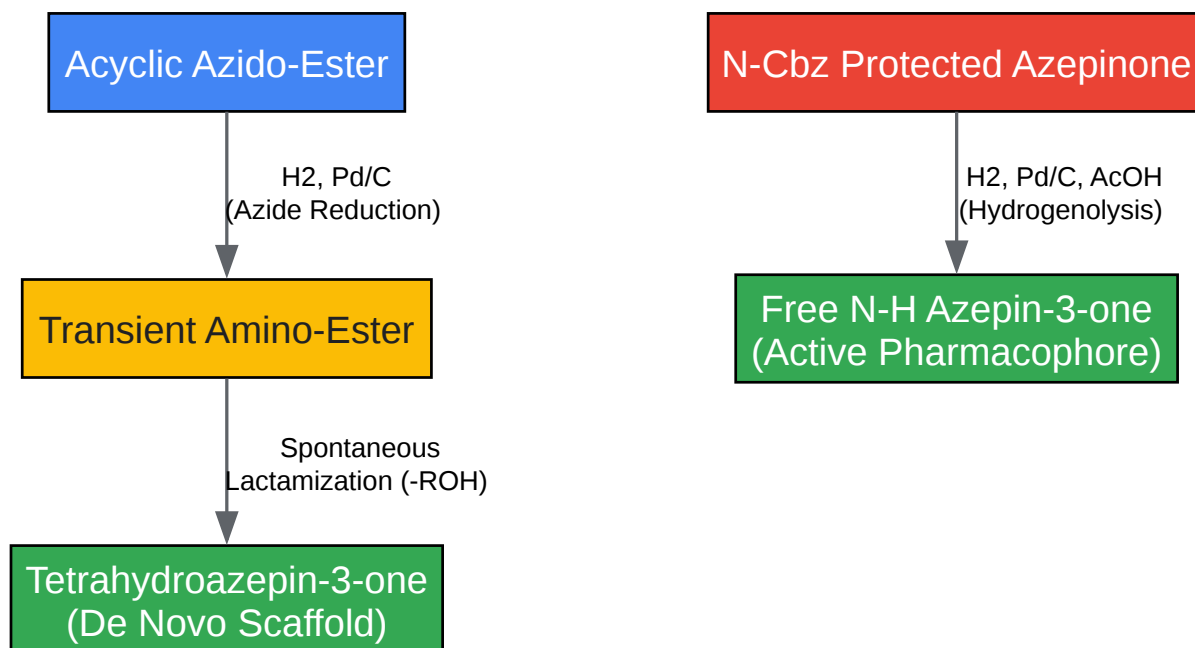 Acyclic Azido-Ester
H2, Pd/C
(Azide Reduction)
Transient Amino-Ester
Spontaneous
Lactamization (-ROH)
Tetrahydroazepin-3-one
(De Novo Scaffold)
N-Cbz Protected Azepinone
H2, Pd/C, AcOH
(Hydrogenolysis)
Free N-H Azepin-3-one
(Active Pharmacophore)